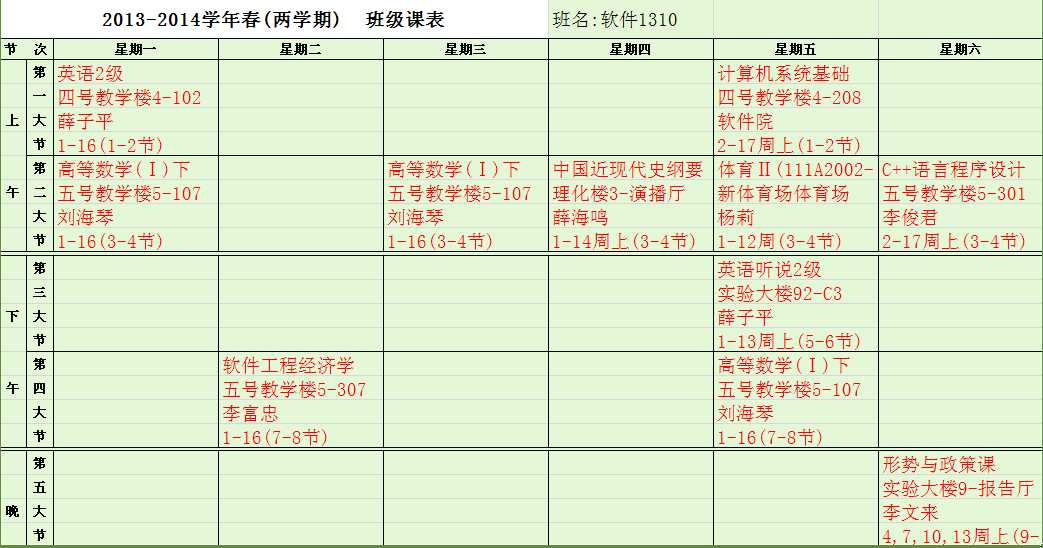 2013-2014学年春(两学期) 班级课表 班名:软件1310
节 次 星期一 星期二 星期三 星期四 星期五 星期六
上午
第一大节
英语2级
四号教学楼4-102
薛子平
1-16(1-2节)
计算机系统基础
四号教学楼4-208
软件院
2-17周上(1-2节)
第二大节
高等数学(Ⅰ)下
五号教学楼5-107
刘海琴
1-16(3-4节)
高等数学(Ⅰ)下
五号教学楼5-107
刘海琴
1-16(3-4节)
中国近现代史纲要
理化楼3-演播厅
薛海鸣
1-14周上(3-4节)
体育Ⅱ(111A2002-
新体育场体育场
杨莉
1-12周(3-4节)
C++语言程序设计
五号教学楼5-301
李俊君
2-17周上(3-4节)
下午
第三大节
英语听说2级
实验大楼92-C3
薛子平
1-13周上(5-6节)
第四大节
软件工程经济学
五号教学楼5-307
李富忠
1-16(7-8节)
高等数学(Ⅰ)下
五号教学楼5-107
刘海琴
1-16(7-8节)
晚
第五大节
形势与政策课
实验大楼9-报告厅
李文来
4,7,10,13周上(9-